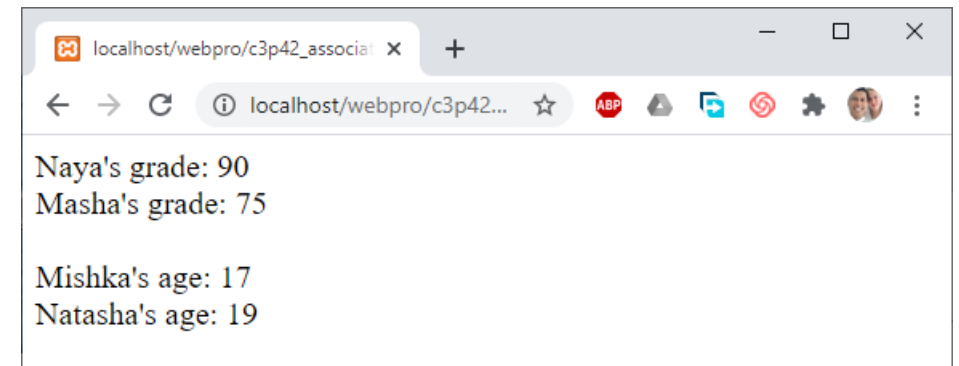 localhost/webpro/c3p42_associat
localhost/webpro/c3p42...
ABP
Naya's grade: 90
Masha's grade: 75
Mishka's age: 17
Natasha's age: 19